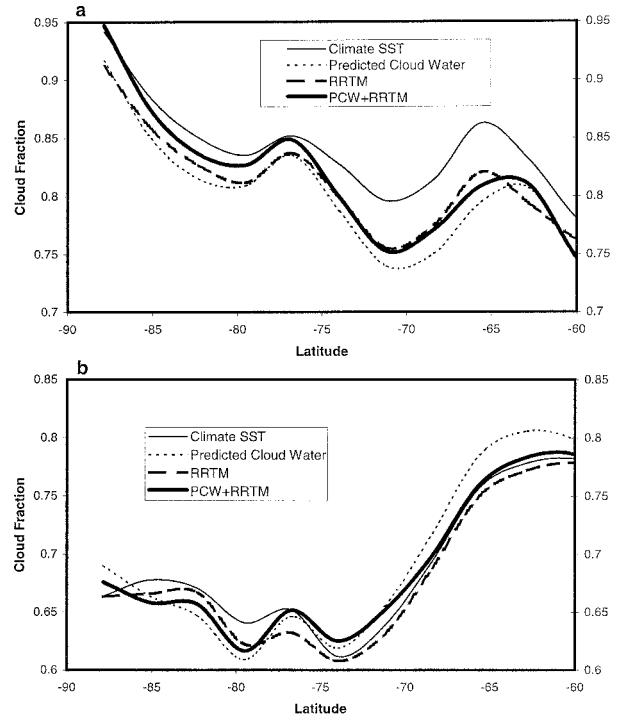 a
0.95 0.95
Climate SST
Predicted Cloud Water
RRTM
PCW+RRTM
0.9 0.9
0.85 0.85
Cloud Fraction
0.8 0.8
0.75 0.75
0.7 0.7
-90 -85 -80 -75 -70 -65 -60
Latitude
b
0.85 0.85
Climate SST
Predicted Cloud Water
RRTM
PCW+RRTM
0.8 0.8
0.75 0.75
Cloud Fraction
0.7 0.7
0.65 0.65
0.6 0.6
-90 -85 -80 -75 -70 -65 -60
Latitude